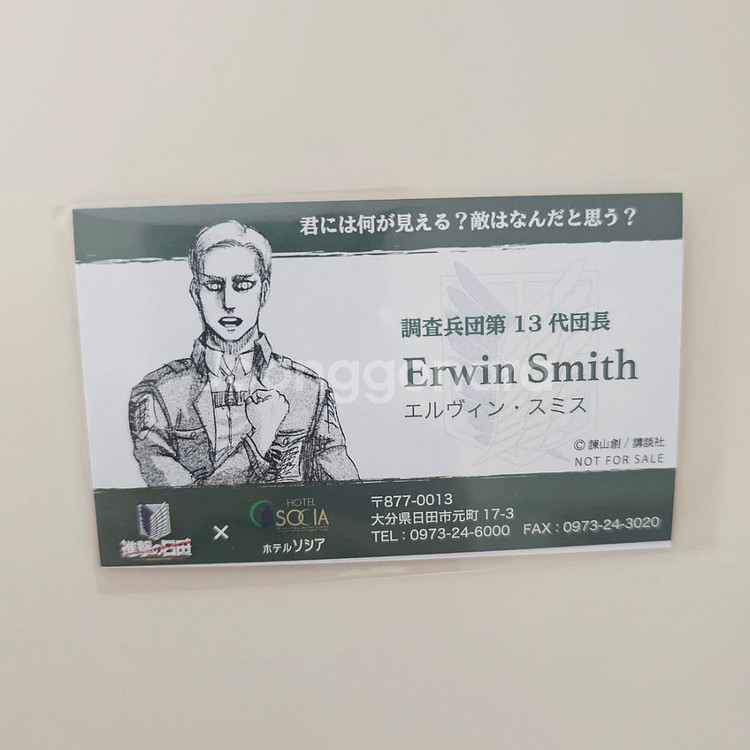 君には何が見える？敵はなんだと思う？
調査兵団第13代団長
Erwin Smith
エルヴィン・スミス
© 諫山創 / 講談社
NOT FOR SALE
進撃の日田
×
HOTEL
SOCIA
ホテルソシア
〒877-0013
大分県日田市元町 17-3
TEL : 0973-24-6000 FAX : 0973-24-3020